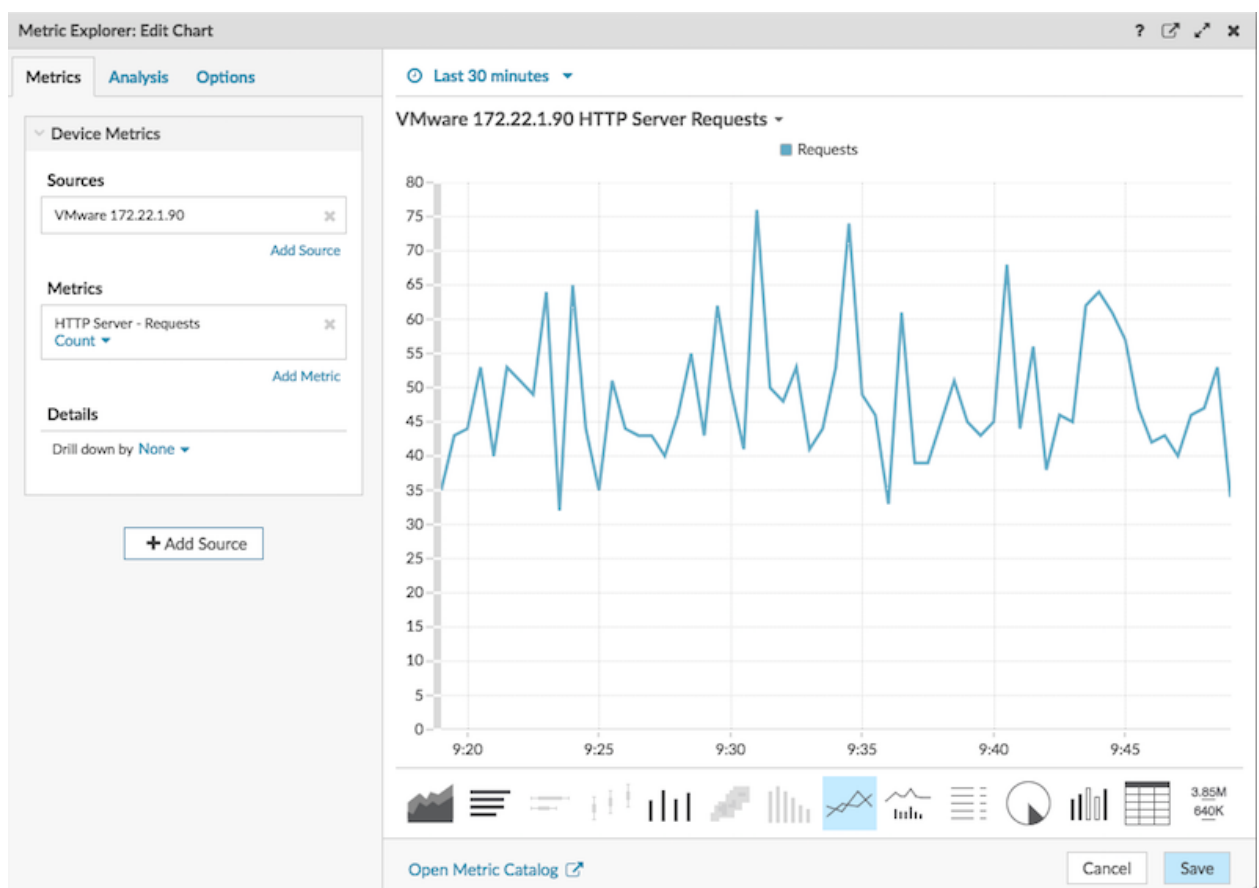 Metric Explorer: Edit Chart ?
Metrics Analysis Options
Device Metrics
Sources
VMware 172.22.1.90
Add Source
Metrics
HTTP Server - Requests
Count
Add Metric
Details
Drill down by None
+ Add Source
Last 30 minutes
VMware 172.22.1.90 HTTP Server Requests
Requests
80
75
70
65
60
55
50
45
40
35
30
25
20
15
10
5
0
9:20 9:25 9:30 9:35 9:40 9:45
3.85M
640K
Open Metric Catalog
Cancel Save